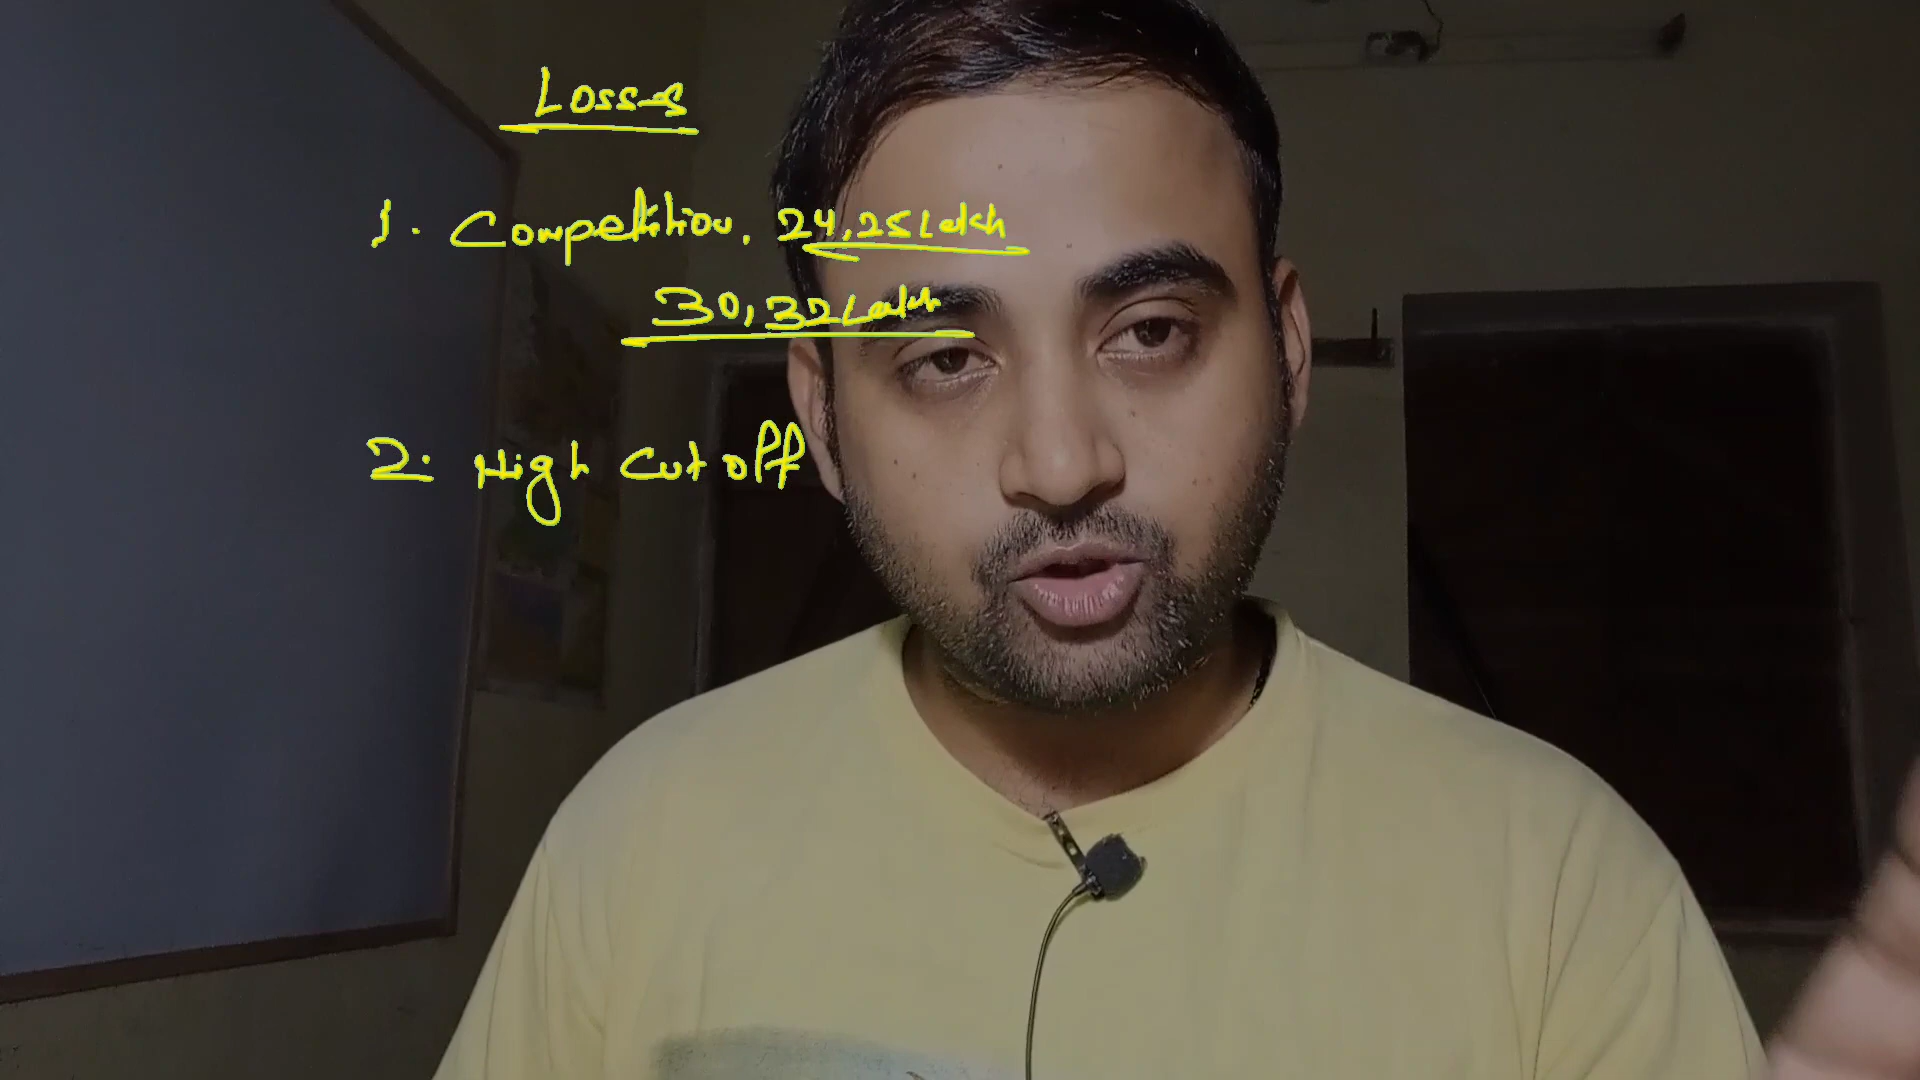 Losses
1. Competition. 24,25 Lakh
30,32 Lakh
2. High Cut off